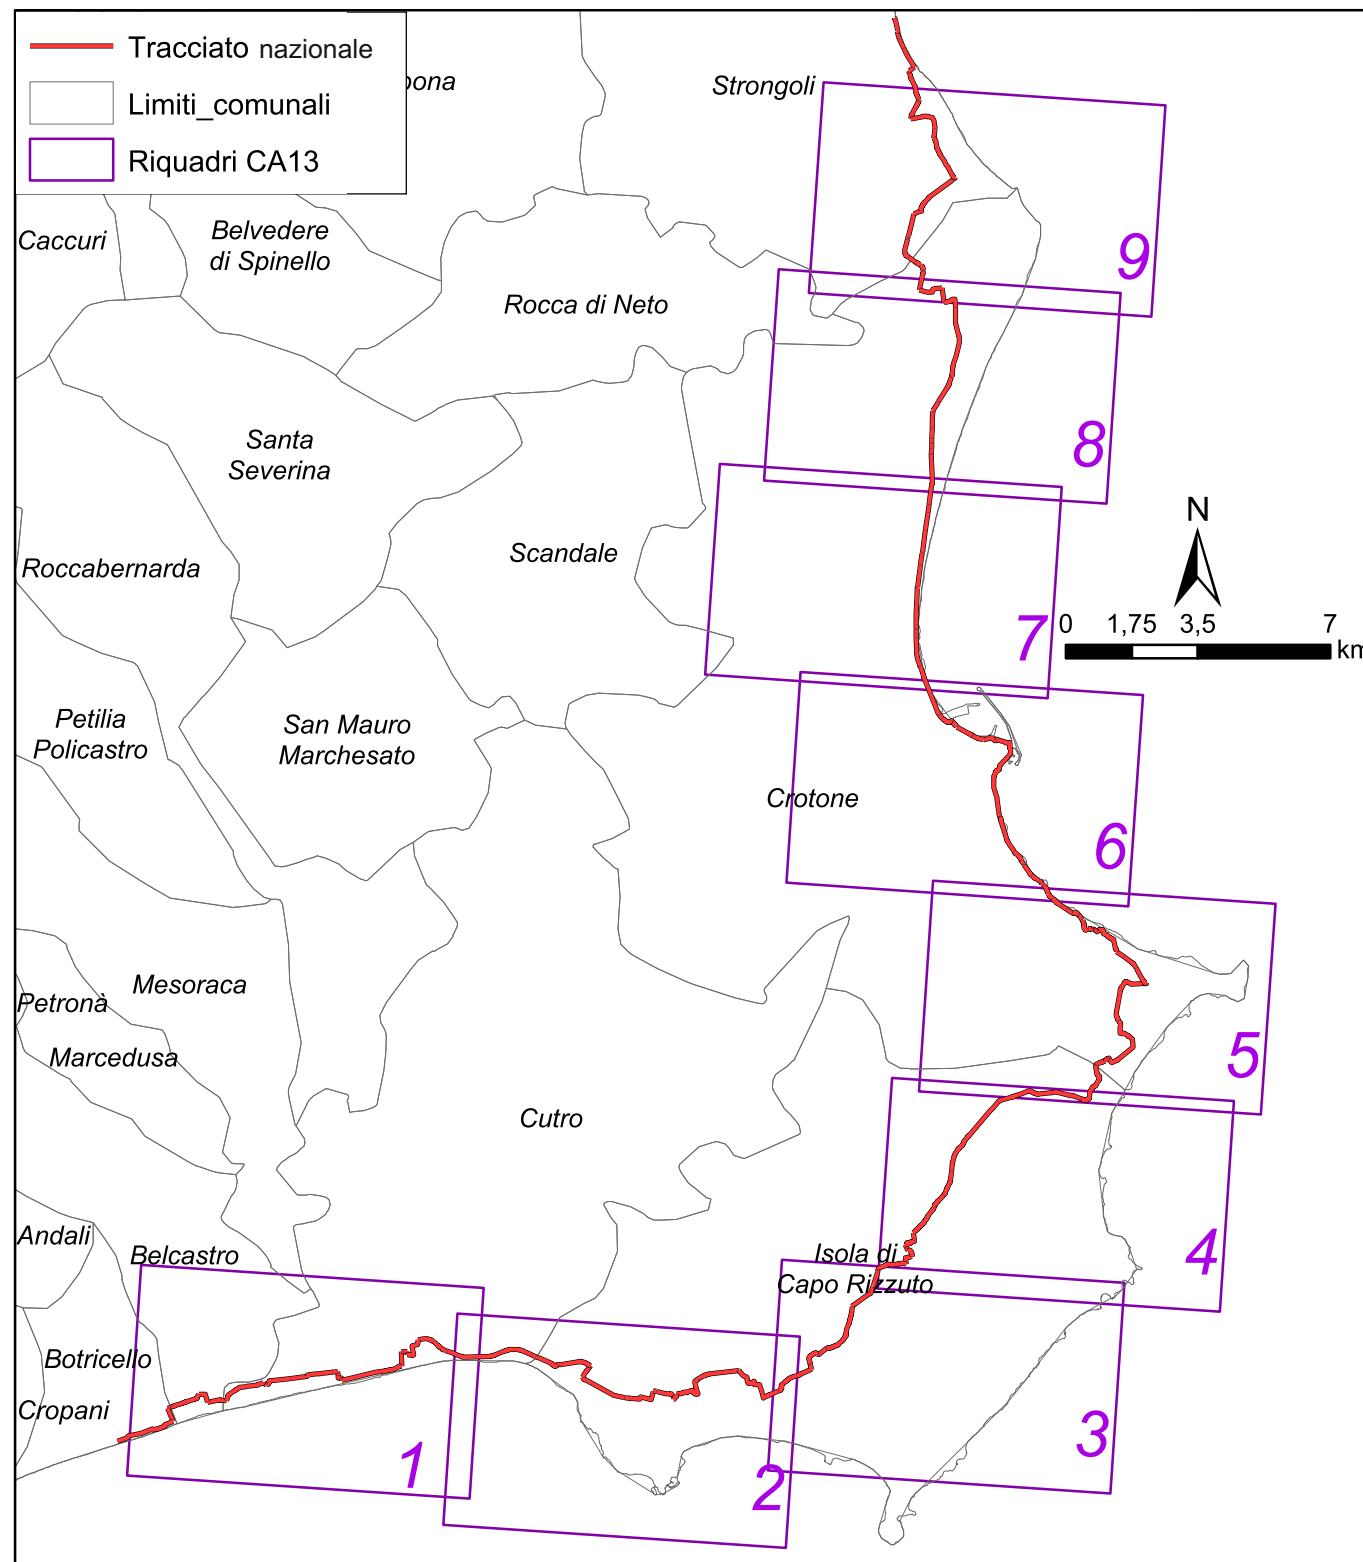 Tracciato nazionale
Limiti_comunali
Riquadri CA13
Strongoli
Caccuri
Belvedere
di Spinello
9
Rocca di Neto
Santa
Severina
8
N
Scandale
Roccabernarda
0 1,75 3,5 7
km
7
Petilia
Policastro
San Mauro
Marchesato
Crotone
6
Mesoraca
Petronà
Marcedusa
5
Cutro
Andali
Belcastro
Isola di
Capo Rizzuto
4
Botricello
Cropani
1
2
3